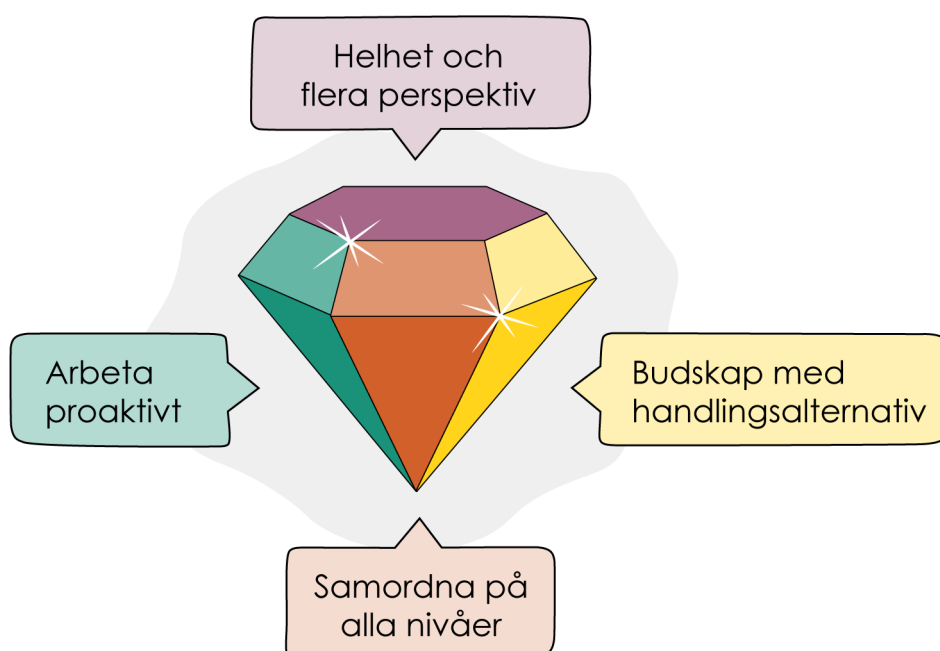 Helhet och
flera perspektiv
Arbeta
proaktivt
Budskap med
handlingsalternativ
Samordna på
alla nivåer